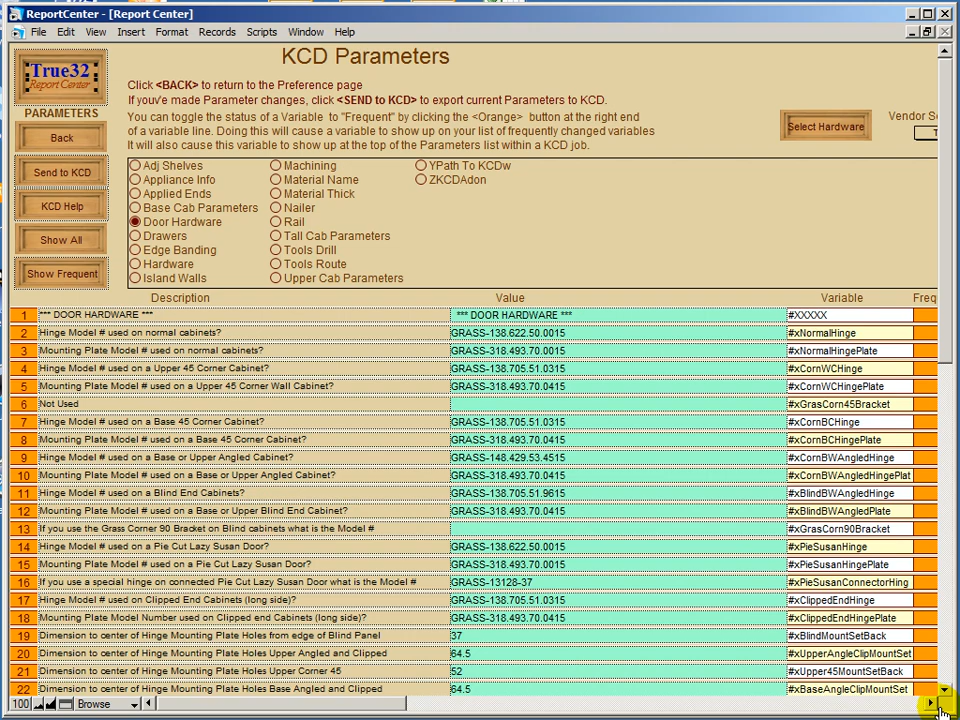 ReportCenter - [Report Center]
File Edit View Insert Format Records Scripts Window Help
True32
Report Center
KCD Parameters
Click <BACK> to return to the Preference page
If youv'e made Parameter changes, click <SEND to KCD> to export current Parameters to KCD.
You can toggle the status of a Variable to "Frequent" by clicking the <Orange> button at the right end
of a variable line. Doing this will cause a variable to show up on your list of frequently changed variables
It will also cause this variable to show up at the top of the Parameters list within a KCD job.
Select Hardware
Vendor Se
T
PARAMETERS
Back
Send to KCD
KCD Help
Show All
Show Frequent
Adj Shelves Machining YPath To KCDw
Appliance Info Material Name ZKCDAdon
Applied Ends Material Thick
Base Cab Parameters Nailer
Door Hardware Rail
Drawers Tall Cab Parameters
Edge Banding Tools Drill
Hardware Tools Route
Island Walls Upper Cab Parameters
Description Value Variable Freq
1 *** DOOR HARDWARE *** *** DOOR HARDWARE *** #XXXXX
2 Hinge Model # used on normal cabinets? GRASS-138.622.50.0015 #xNormalHinge
3 Mounting Plate Model # used on normal cabinets? GRASS-318.493.70.0015 #xNormalHingePlate
4 Hinge Model # used on a Upper 45 Corner Cabinet? GRASS-138.705.51.0315 #xCornWCHinge
5 Mounting Plate Model # used on a Upper 45 Corner Wall Cabinet? GRASS-318.493.70.0415 #xCornWCHingePlate
6 Not Used #xGrasCorn45Bracket
7 Hinge Model # used on a Base 45 Corner Cabinet? GRASS-138.705.51.0315 #xCornBCHinge
8 Mounting Plate Model # used on a Base 45 Corner Cabinet? GRASS-318.493.70.0415 #xCornBCHingePlate
9 Hinge Model # used on a Base or Upper Angled Cabinet? GRASS-148.429.53.4515 #xCornBWAngledHinge
10 Mounting Plate Model # used on a Base or Upper Angled Cabinet? GRASS-318.493.70.0415 #xCornBWAngledHingePlat
11 Hinge Model # used on a Blind End Cabinets? GRASS-138.705.51.9615 #xBlindBWAngledHinge
12 Mounting Plate Model # used on a Base or Upper Blind End Cabinet? GRASS-318.493.70.0415 #xBlindBWAngledPlate
13 If you use the Grass Corner 90 Bracket on Blind cabinets what is the Model # #xGrasCorn90Bracket
14 Hinge Model # used on a Pie Cut Lazy Susan Door? GRASS-138.622.50.0015 #xPieSusanHinge
15 Mounting Plate Model # used on a Pie Cut Lazy Susan Door? GRASS-318.493.70.0015 #xPieSusanHingePlate
16 If you use a special hinge on connected Pie Cut Lazy Susan Door what is the Model # GRASS-13128-37 #xPieSusanConnectorHing
17 Hinge Model # used on Clipped End Cabinets (long side)? GRASS-138.705.51.0315 #xClippedEndHinge
18 Mounting Plate Model Number used on Clipped end Cabinets (long side)? GRASS-318.493.70.0415 #xClippedEndHingePlate
19 Dimension to center of Hinge Mounting Plate Holes from edge of Blind Panel 37 #xBlindMountSetBack
20 Dimension to center of Hinge Mounting Plate Holes Upper Angled and Clipped 64.5 #xUpperAngleClipMountSet
21 Dimension to center of Hinge Mounting Plate Holes Upper Corner 45 52 #xUpper45MountSetBack
22 Dimension to center of Hinge Mounting Plate Holes Base Angled and Clipped 64.5 #xBaseAngleClipMountSet
100 Browse